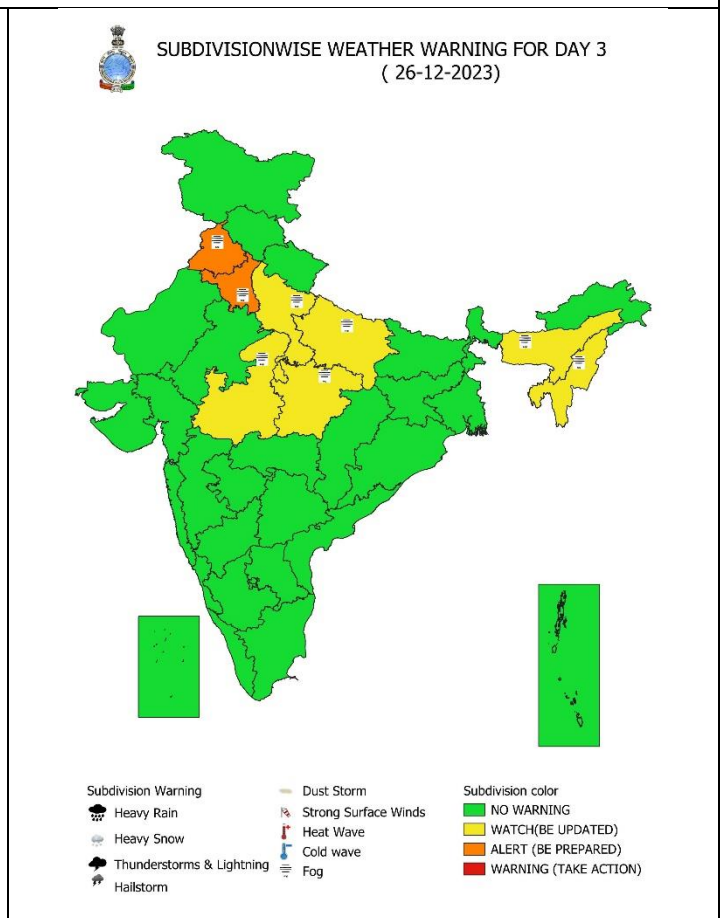 SUBDIVISIONWISE WEATHER WARNING FOR DAY 3
( 26-12-2023)
Subdivision Warning
Heavy Rain
Heavy Snow
Thunderstorms & Lightning
Hailstorm
Dust Storm
Strong Surface Winds
Heat Wave
Cold wave
Fog
Subdivision color
NO WARNING
WATCH(BE UPDATED)
ALERT (BE PREPARED)
WARNING (TAKE ACTION)